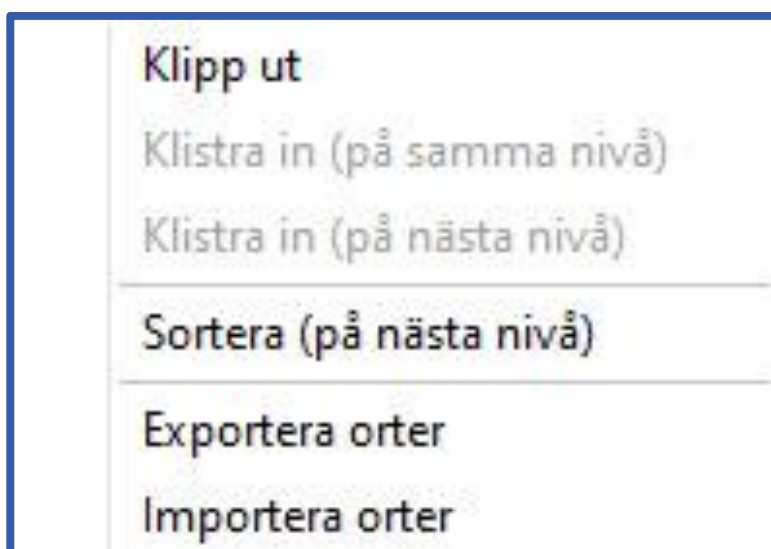 Klipp ut
Klistra in (på samma nivå)
Klistra in (på nästa nivå)
Sortera (på nästa nivå)
Exportera orter
Importera orter